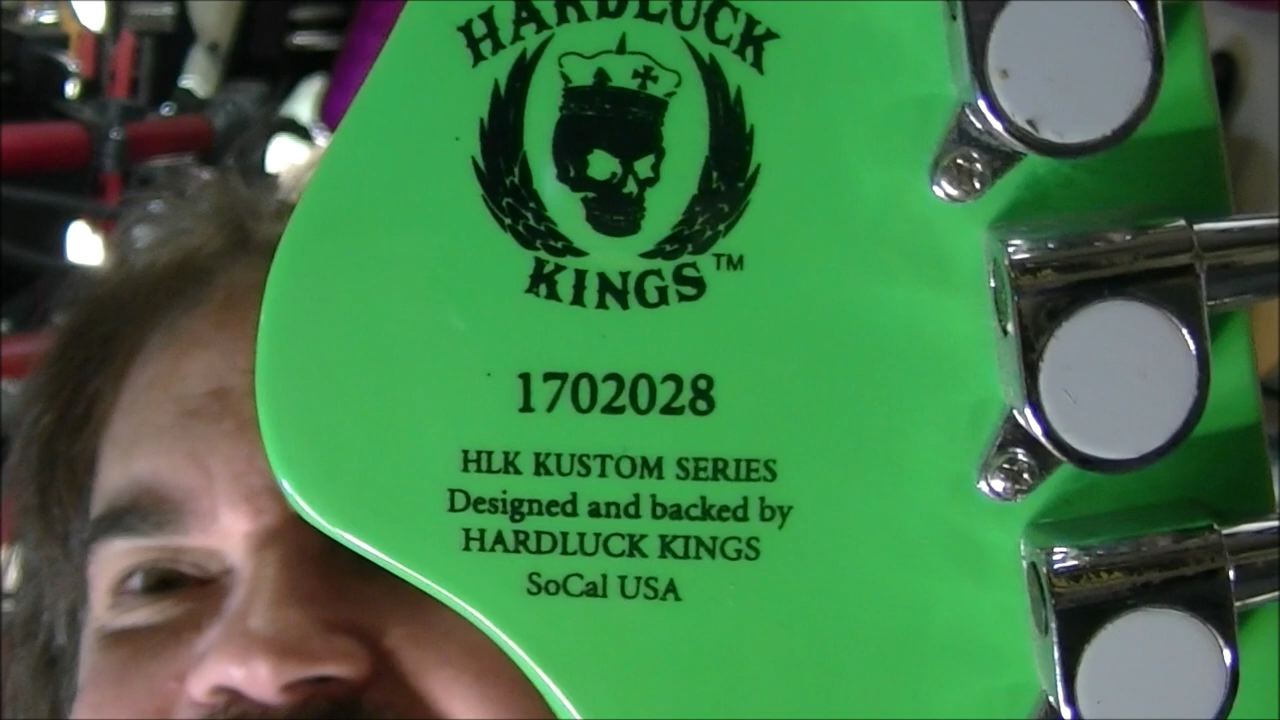 HARDLUCK
KINGS™
1702028
HLK KUSTOM SERIES
Designed and backed by
HARDLUCK KINGS
SoCal USA